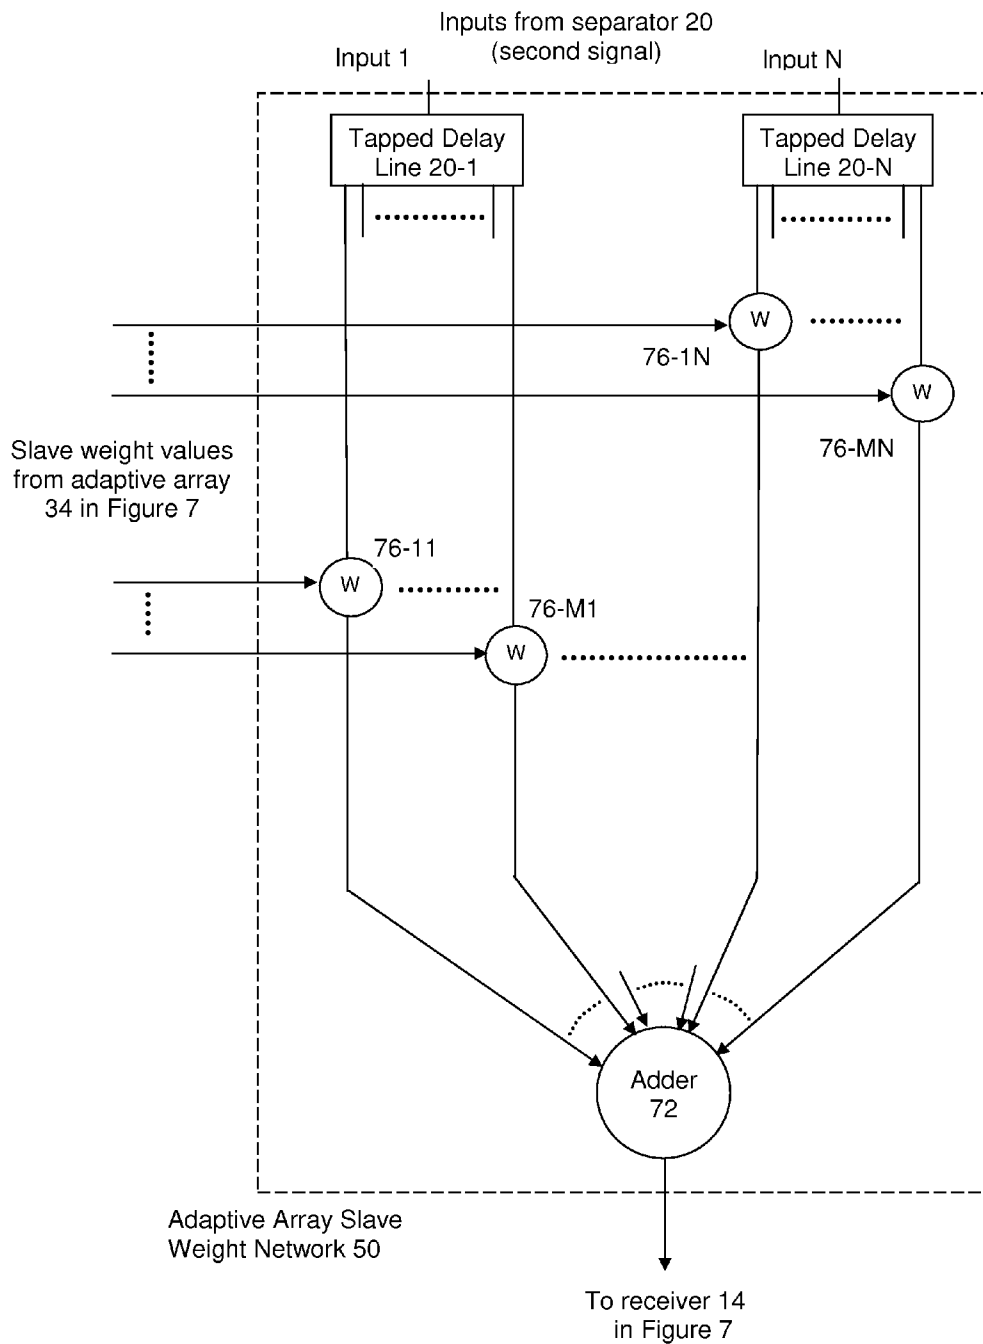 Inputs from separator 20
(second signal)
Input 1
Input N
Tapped Delay
Line 20-1
Tapped Delay
Line 20-N
W
76-1N
W
76-MN
Slave weight values
from adaptive array
34 in Figure 7
76-11
W
76-M1
W
Adder
72
Adaptive Array Slave
Weight Network 50
To receiver 14
in Figure 7